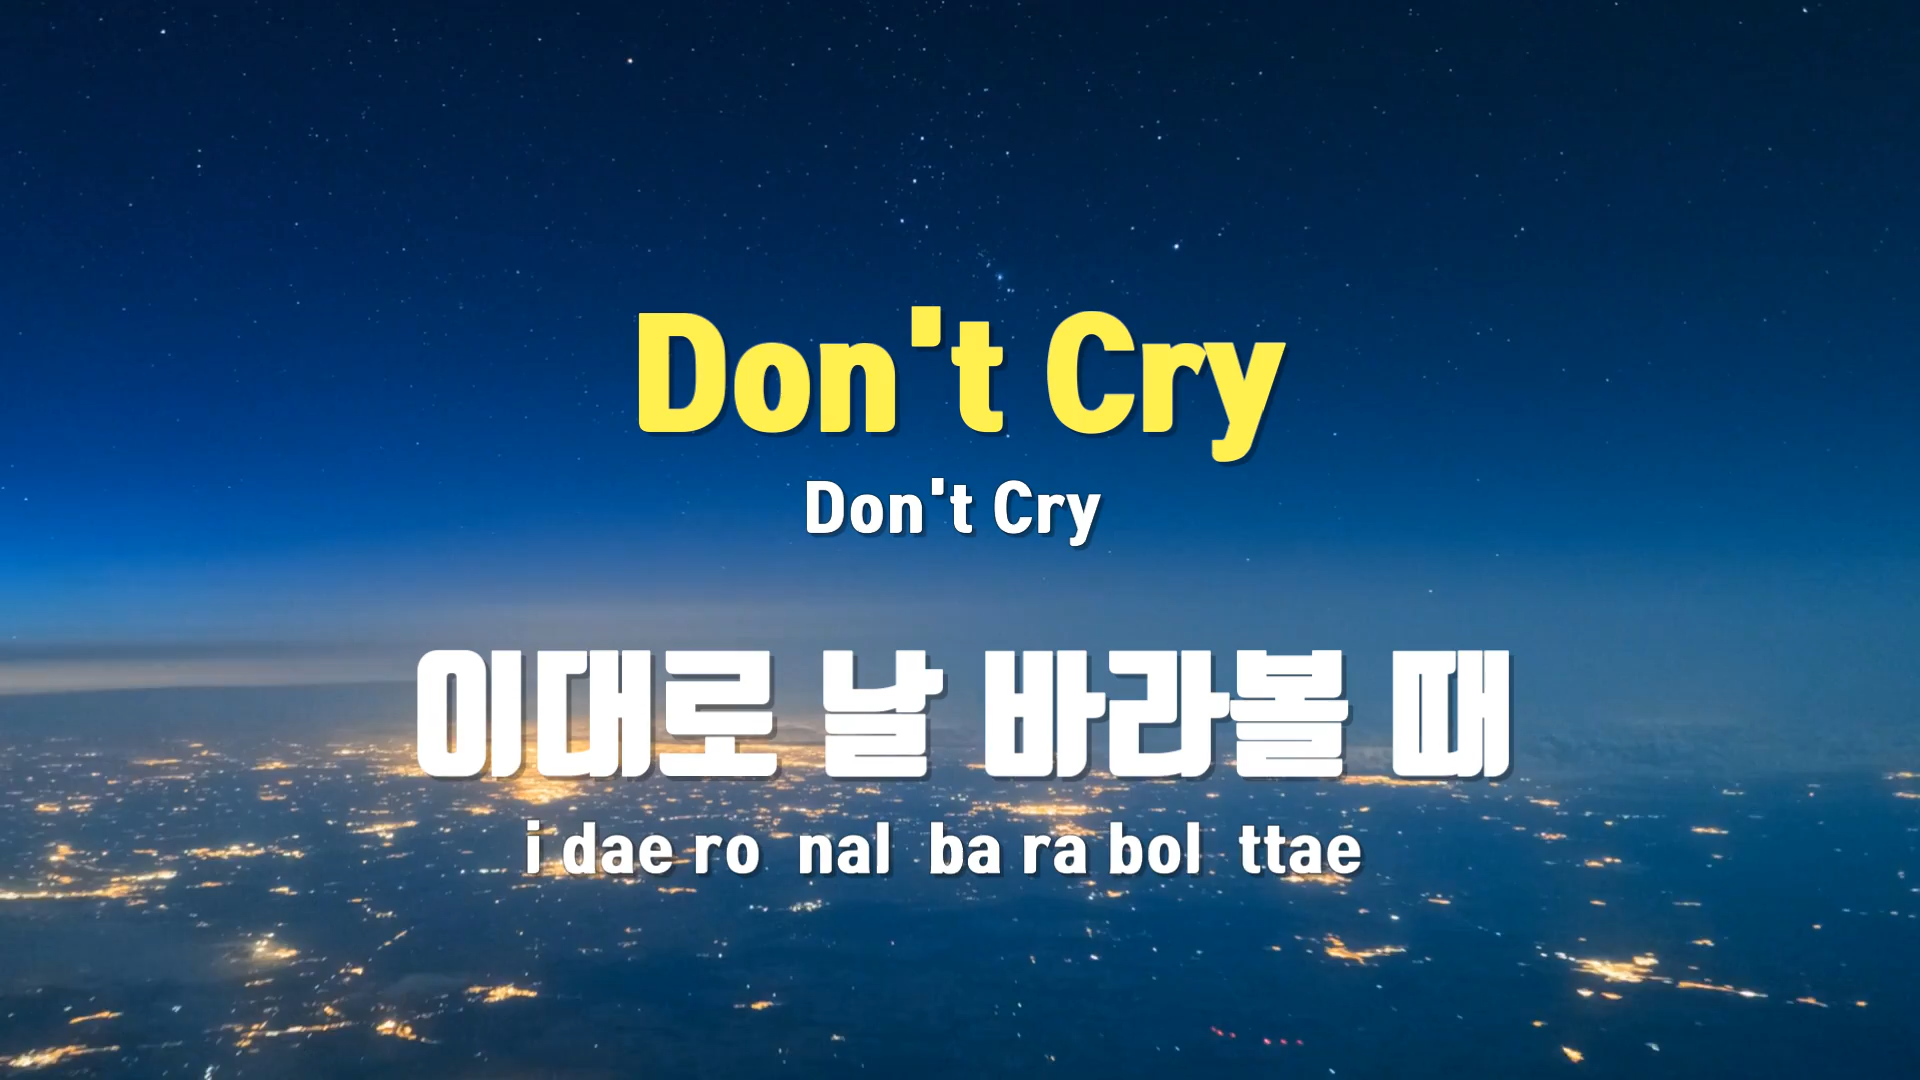 Don't Cry
Don't Cry
이대로 날 바라볼 때
i dae ro nal ba ra bol ttae